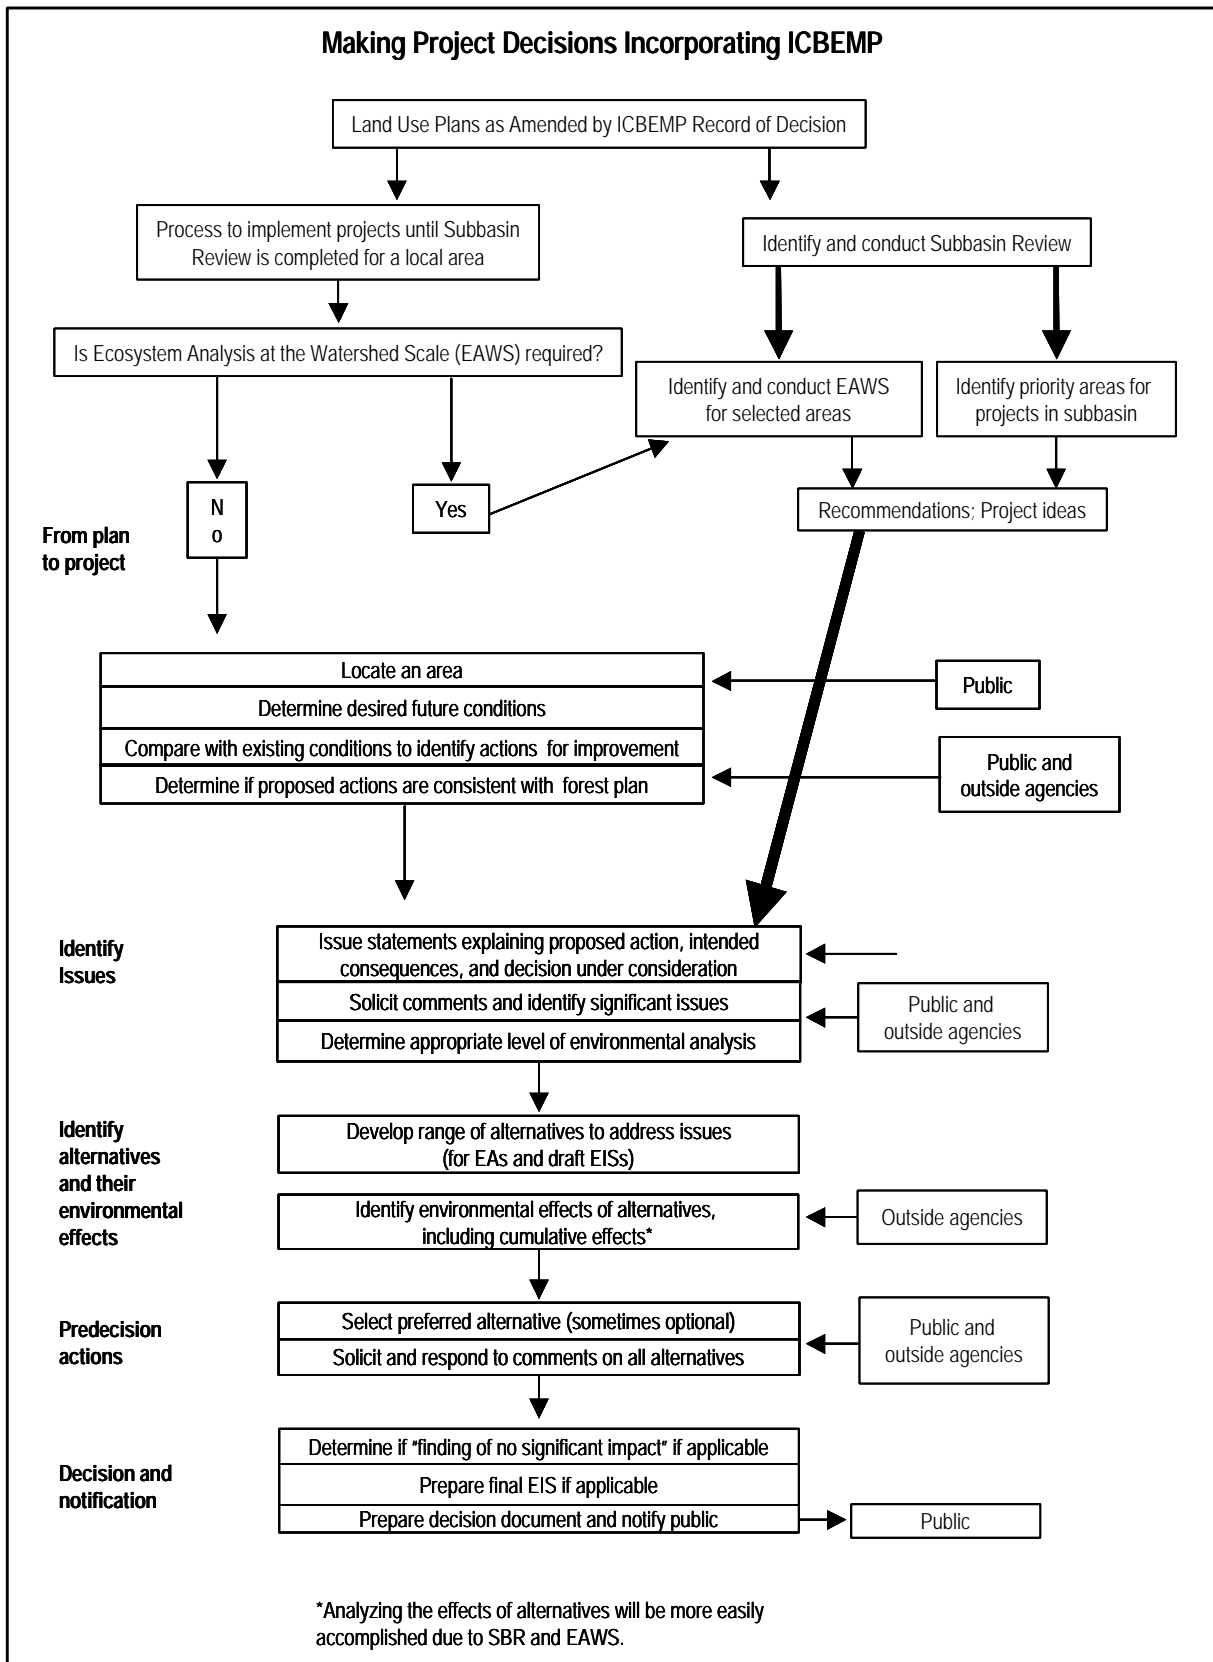 Making Project Decisions Incorporating ICBEMP
Land Use Plans as Amended by ICBEMP Record of Decision
Process to implement projects until Subbasin
Review is completed for a local area
Identify and conduct Subbasin Review
Is Ecosystem Analysis at the Watershed Scale (EAWS) required?
Identify and conduct EAWS
for selected areas
Identify priority areas for
projects in subbasin
N
o
Yes
Recommendations; Project ideas
From plan
to project
Locate an area
Determine desired future conditions
Compare with existing conditions to identify actions for improvement
Determine if proposed actions are consistent with forest plan
Public
Public and
outside agencies
Identify
Issues
Issue statements explaining proposed action, intended
consequences, and decision under consideration
Solicit comments and identify significant issues
Determine appropriate level of environmental analysis
Public and
outside agencies
Identify
alternatives
and their
environmental
effects
Develop range of alternatives to address issues
(for EAs and draft EISs)
Identify environmental effects of alternatives,
including cumulative effects*
Outside agencies
Predecision
actions
Select preferred alternative (sometimes optional)
Solicit and respond to comments on all alternatives
Public and
outside agencies
Decision and
notification
Determine if "finding of no significant impact" if applicable
Prepare final EIS if applicable
Prepare decision document and notify public
Public
*Analyzing the effects of alternatives will be more easily
accomplished due to SBR and EAWS.